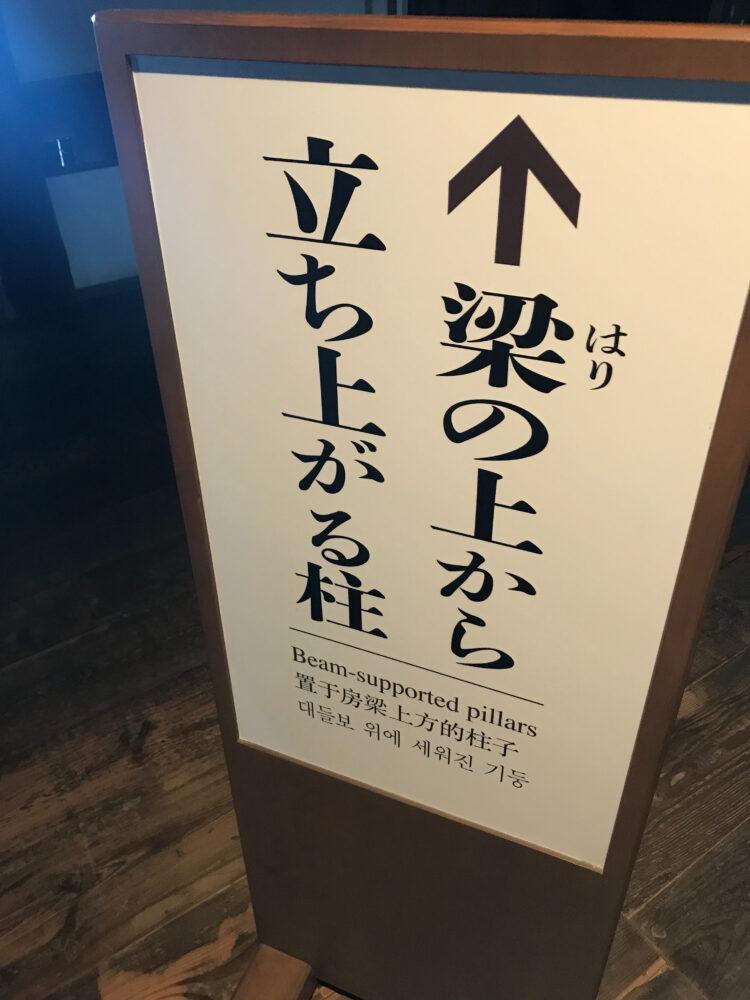 梁の上から
はり
立ち上がる柱
Beam-supported pillars
置于房梁上方的柱子
대들보 위에 세워진 기둥